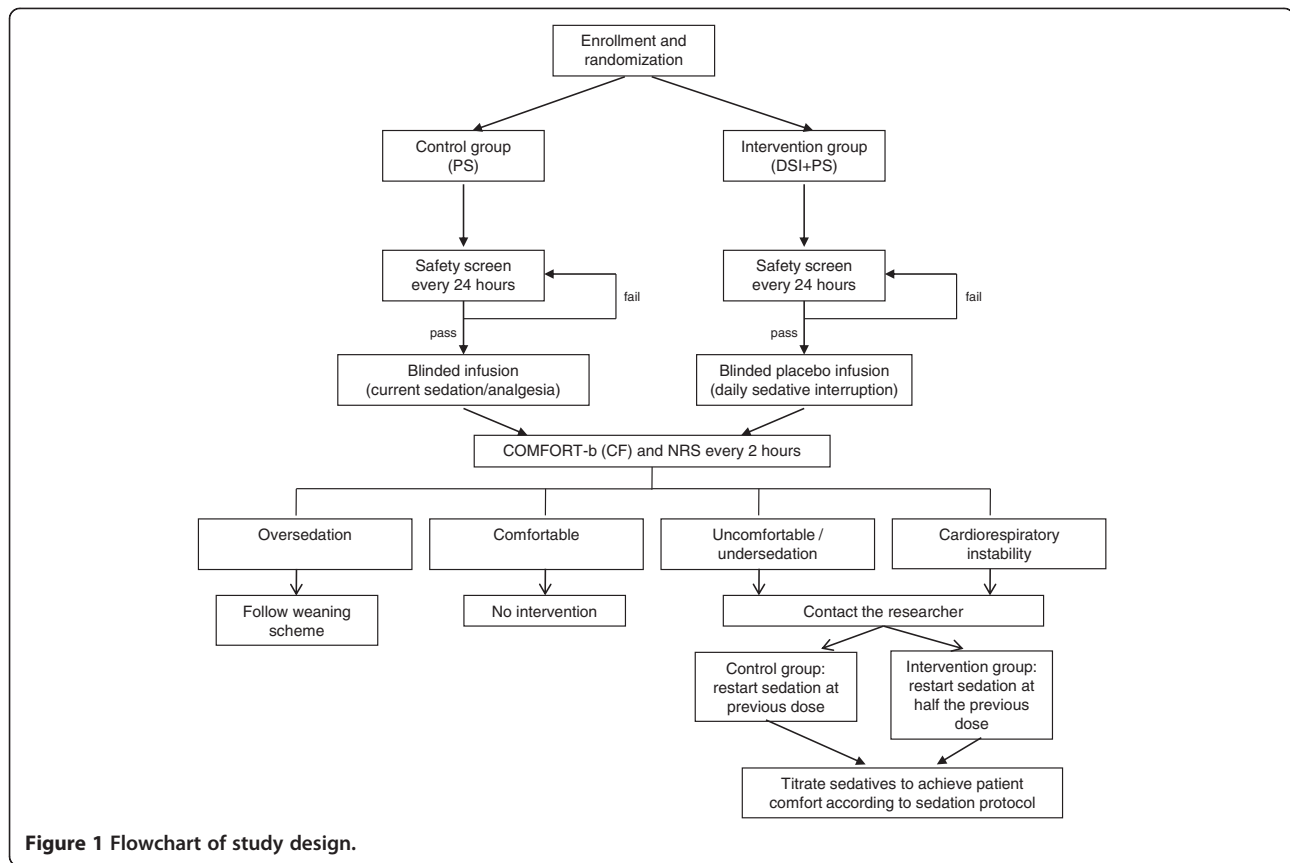 Enrollment and
randomization
Control group
(PS)
Intervention group
(DSI+PS)
Safety screen
every 24 hours
fail
pass
Safety screen
every 24 hours
fail
pass
Blinded infusion
(current sedation/analgesia)
Blinded placebo infusion
(daily sedative interruption)
COMFORT-b (CF) and NRS every 2 hours
Oversedation
Comfortable
Uncomfortable /
undersedation
Cardiorespiratory
instability
Follow weaning
scheme
No intervention
Contact the researcher
Control group:
restart sedation at
previous dose
Intervention group:
restart sedation at
half the previous
dose
Titrate sedatives to achieve patient
comfort according to sedation protocol
Figure 1 Flowchart of study design.